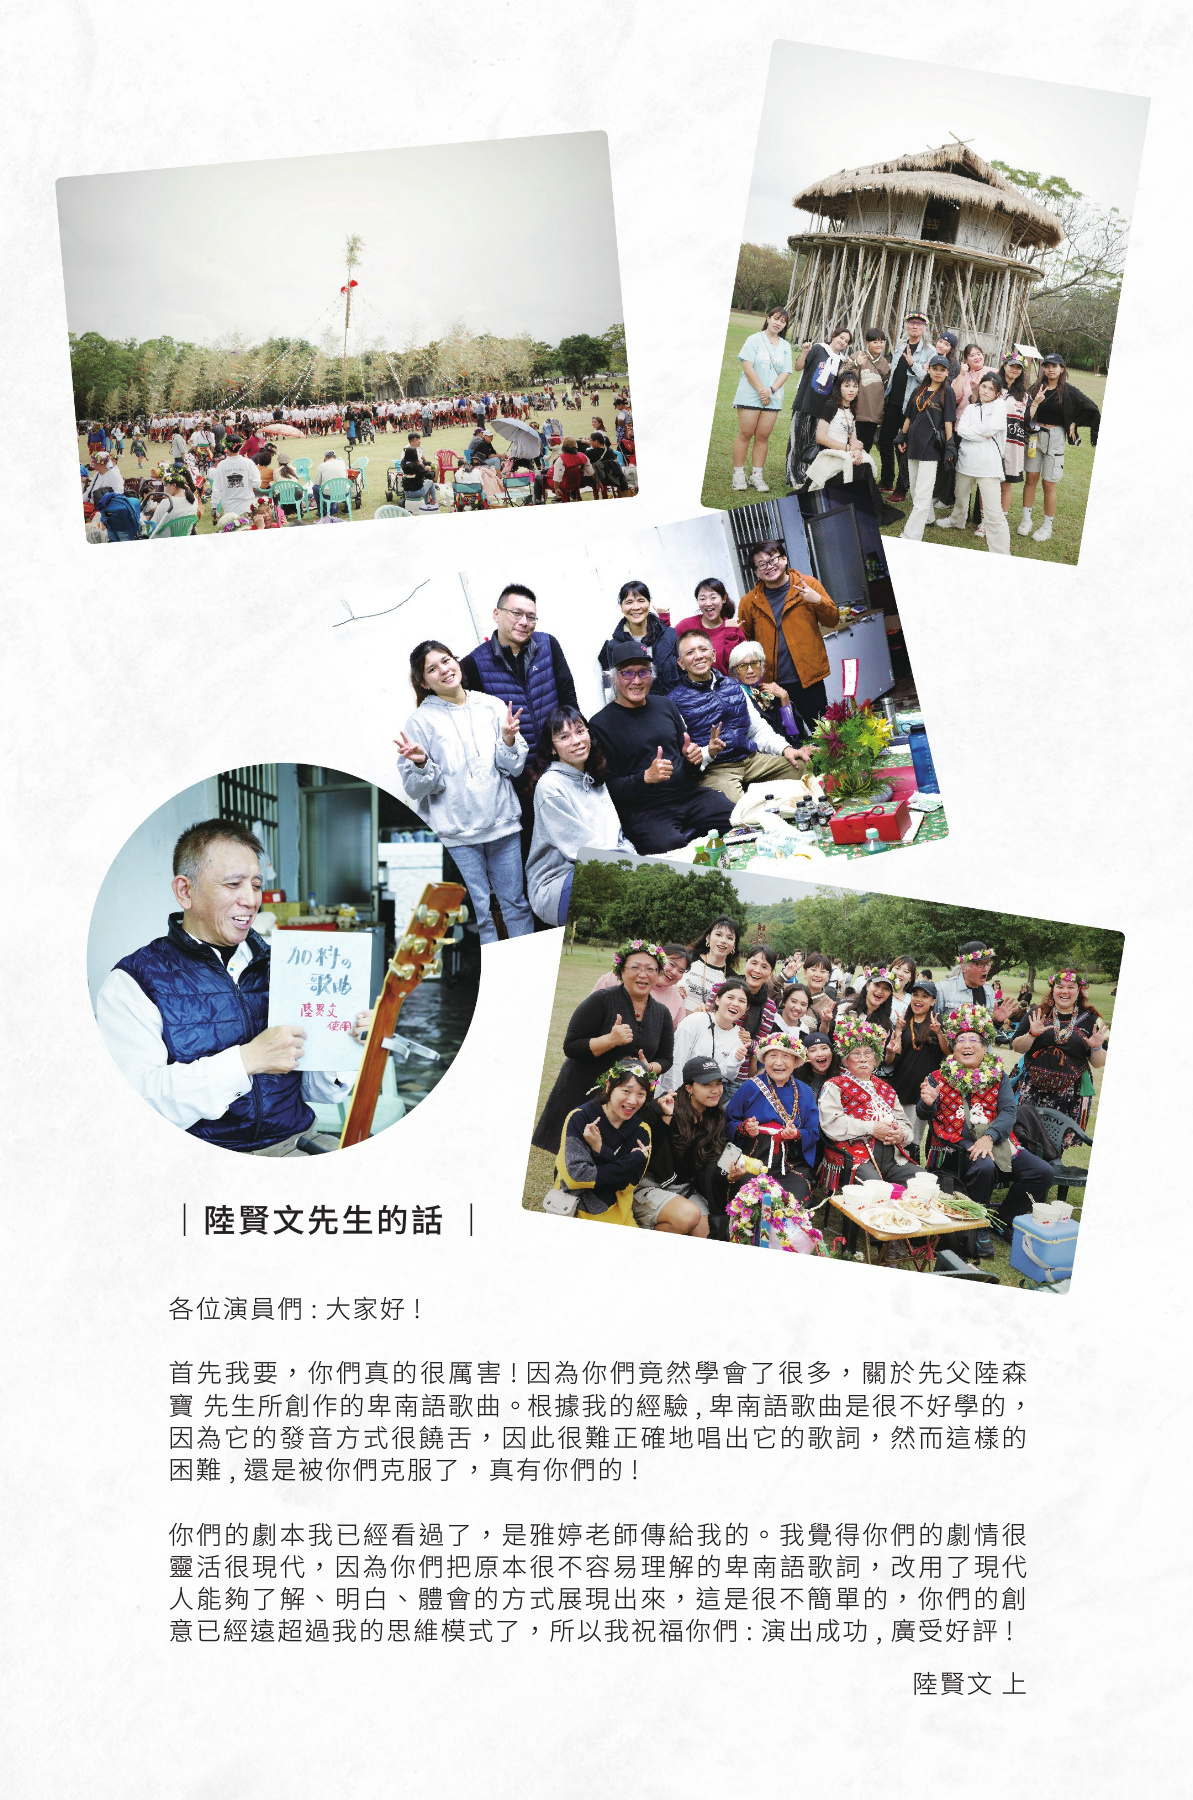 加料の
歌曲
陸賢文
使用
｜陸賢文先生的話 ｜
各位演員們 : 大家好 !
首先我要，你們真的很厲害 ! 因為你們竟然學會了很多，關於先父陸森
寶 先生所創作的卑南語歌曲。根據我的經驗 , 卑南語歌曲是很不好學的，
因為它的發音方式很饒舌，因此很難正確地唱出它的歌詞，然而這樣的
困難 , 還是被你們克服了，真有你們的 !
你們的劇本我已經看過了，是雅婷老師傳給我的。我覺得你們的劇情很
靈活很現代，因為你們把原本很不容易理解的卑南語歌詞，改用了現代
人能夠了解、明白、體會的方式展現出來，這是很不簡單的，你們的創
意已經遠超過我的思維模式了，所以我祝福你們 : 演出成功 , 廣受好評 !
陸賢文 上